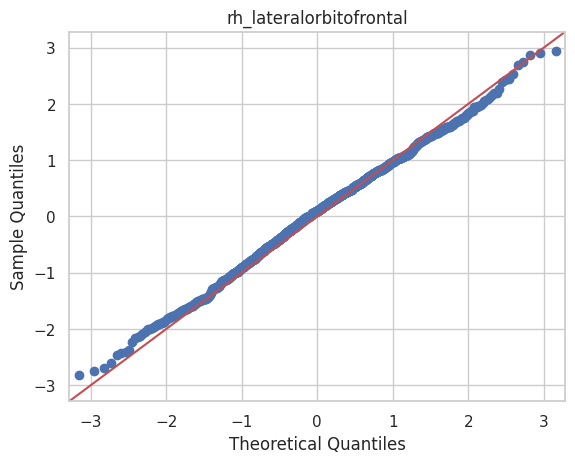 rh_lateralorbitofrontal
3
2
1
0
−1
−2
−3
Sample Quantiles
−3 −2 −1 0 1 2 3
Theoretical Quantiles